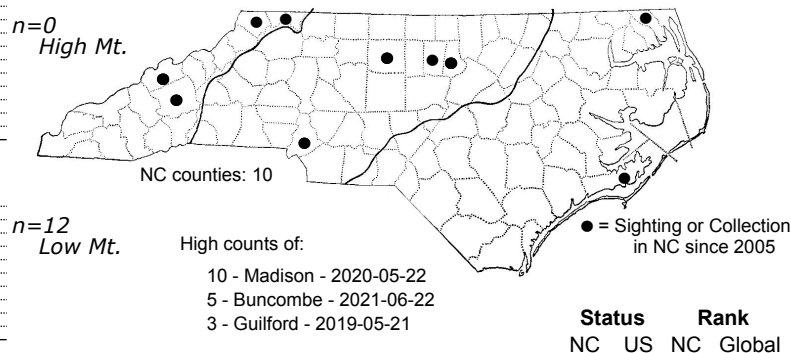 n=0
High Mt.
NC counties: 10
n=12
Low Mt.
High counts of:
10 - Madison - 2020-05-22
5 - Buncombe - 2021-06-22
3 - Guilford - 2019-05-21
● = Sighting or Collection
in NC since 2005
Status Rank
NC US NC Global